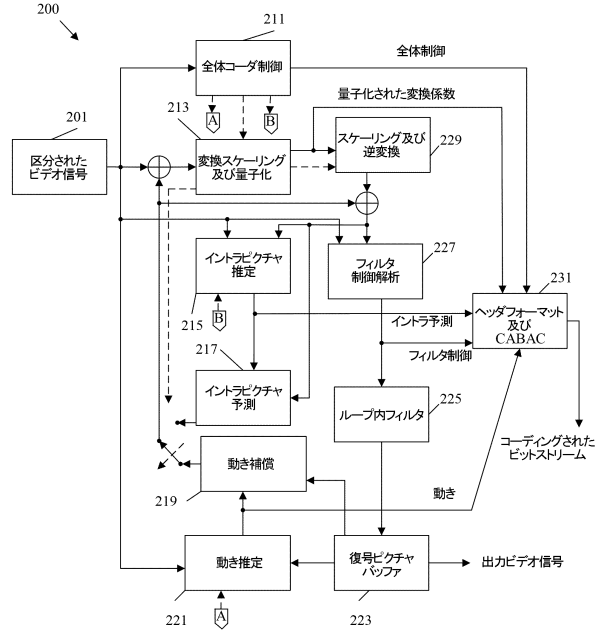 200
211
全体コーダ制御
全体制御
A
B
量子化された変換係数
201
区分された
ビデオ信号
213
変換スケーリング
及び量子化
スケーリング及び
逆変換
229
イントラピクチャ
推定
215
B
フィルタ
制御解析
227
231
ヘッダフォーマット
及び
CABAC
イントラ予測
217
フィルタ制御
イントラピクチャ
予測
ループ内フィルタ
225
コーディングされた
ビットストリーム
動き補償
219
動き
動き推定
221
A
復号ピクチャ
バッファ
223
出力ビデオ信号